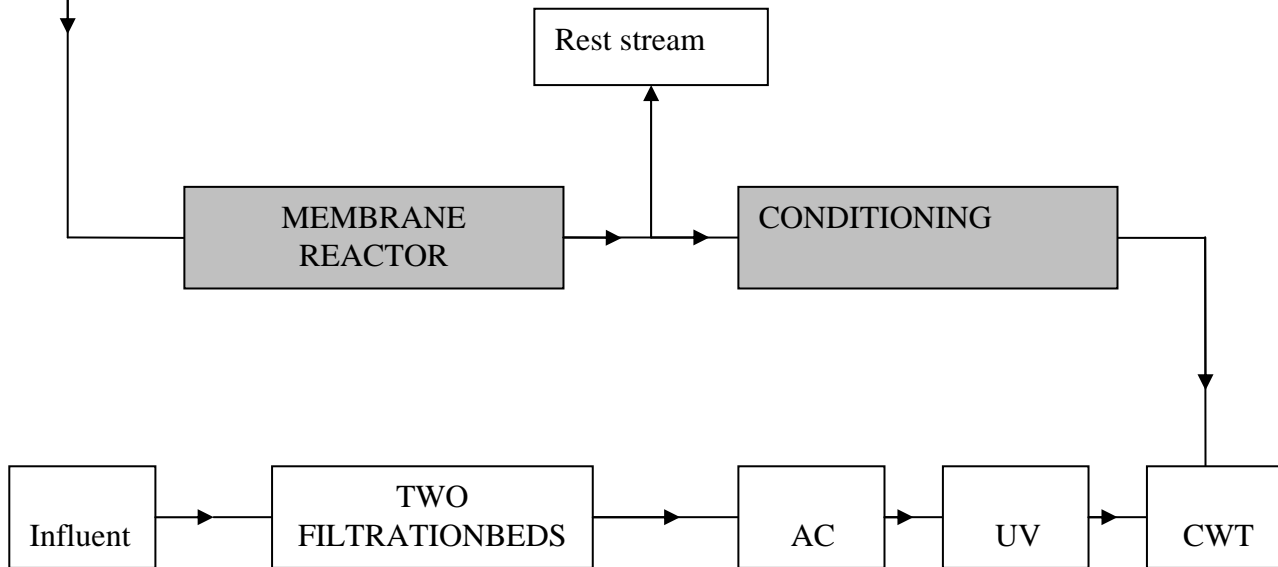 Rest stream
MEMBRANE
REACTOR
CONDITIONING
Influent
TWO
FILTRATIONBEDS
AC
UV
CWT